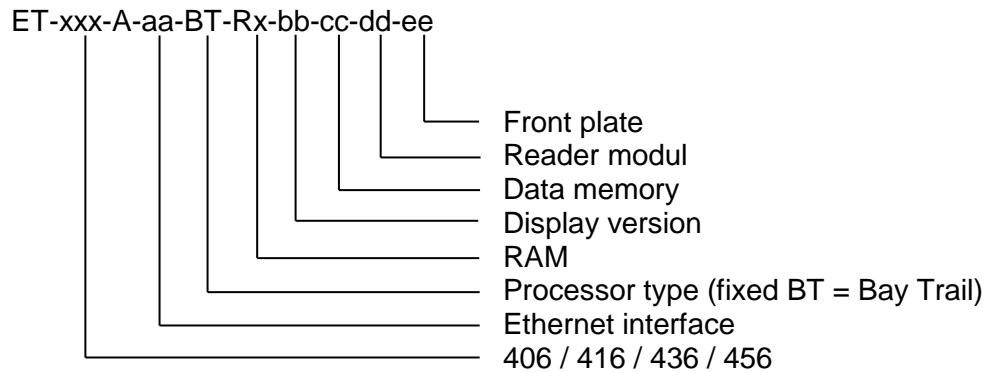 ET-xxx-A-aa-BT-Rx-bb-cc-dd-ee
Front plate
Reader modul
Data memory
Display version
RAM
Processor type (fixed BT = Bay Trail)
Ethernet interface
406 / 416 / 436 / 456